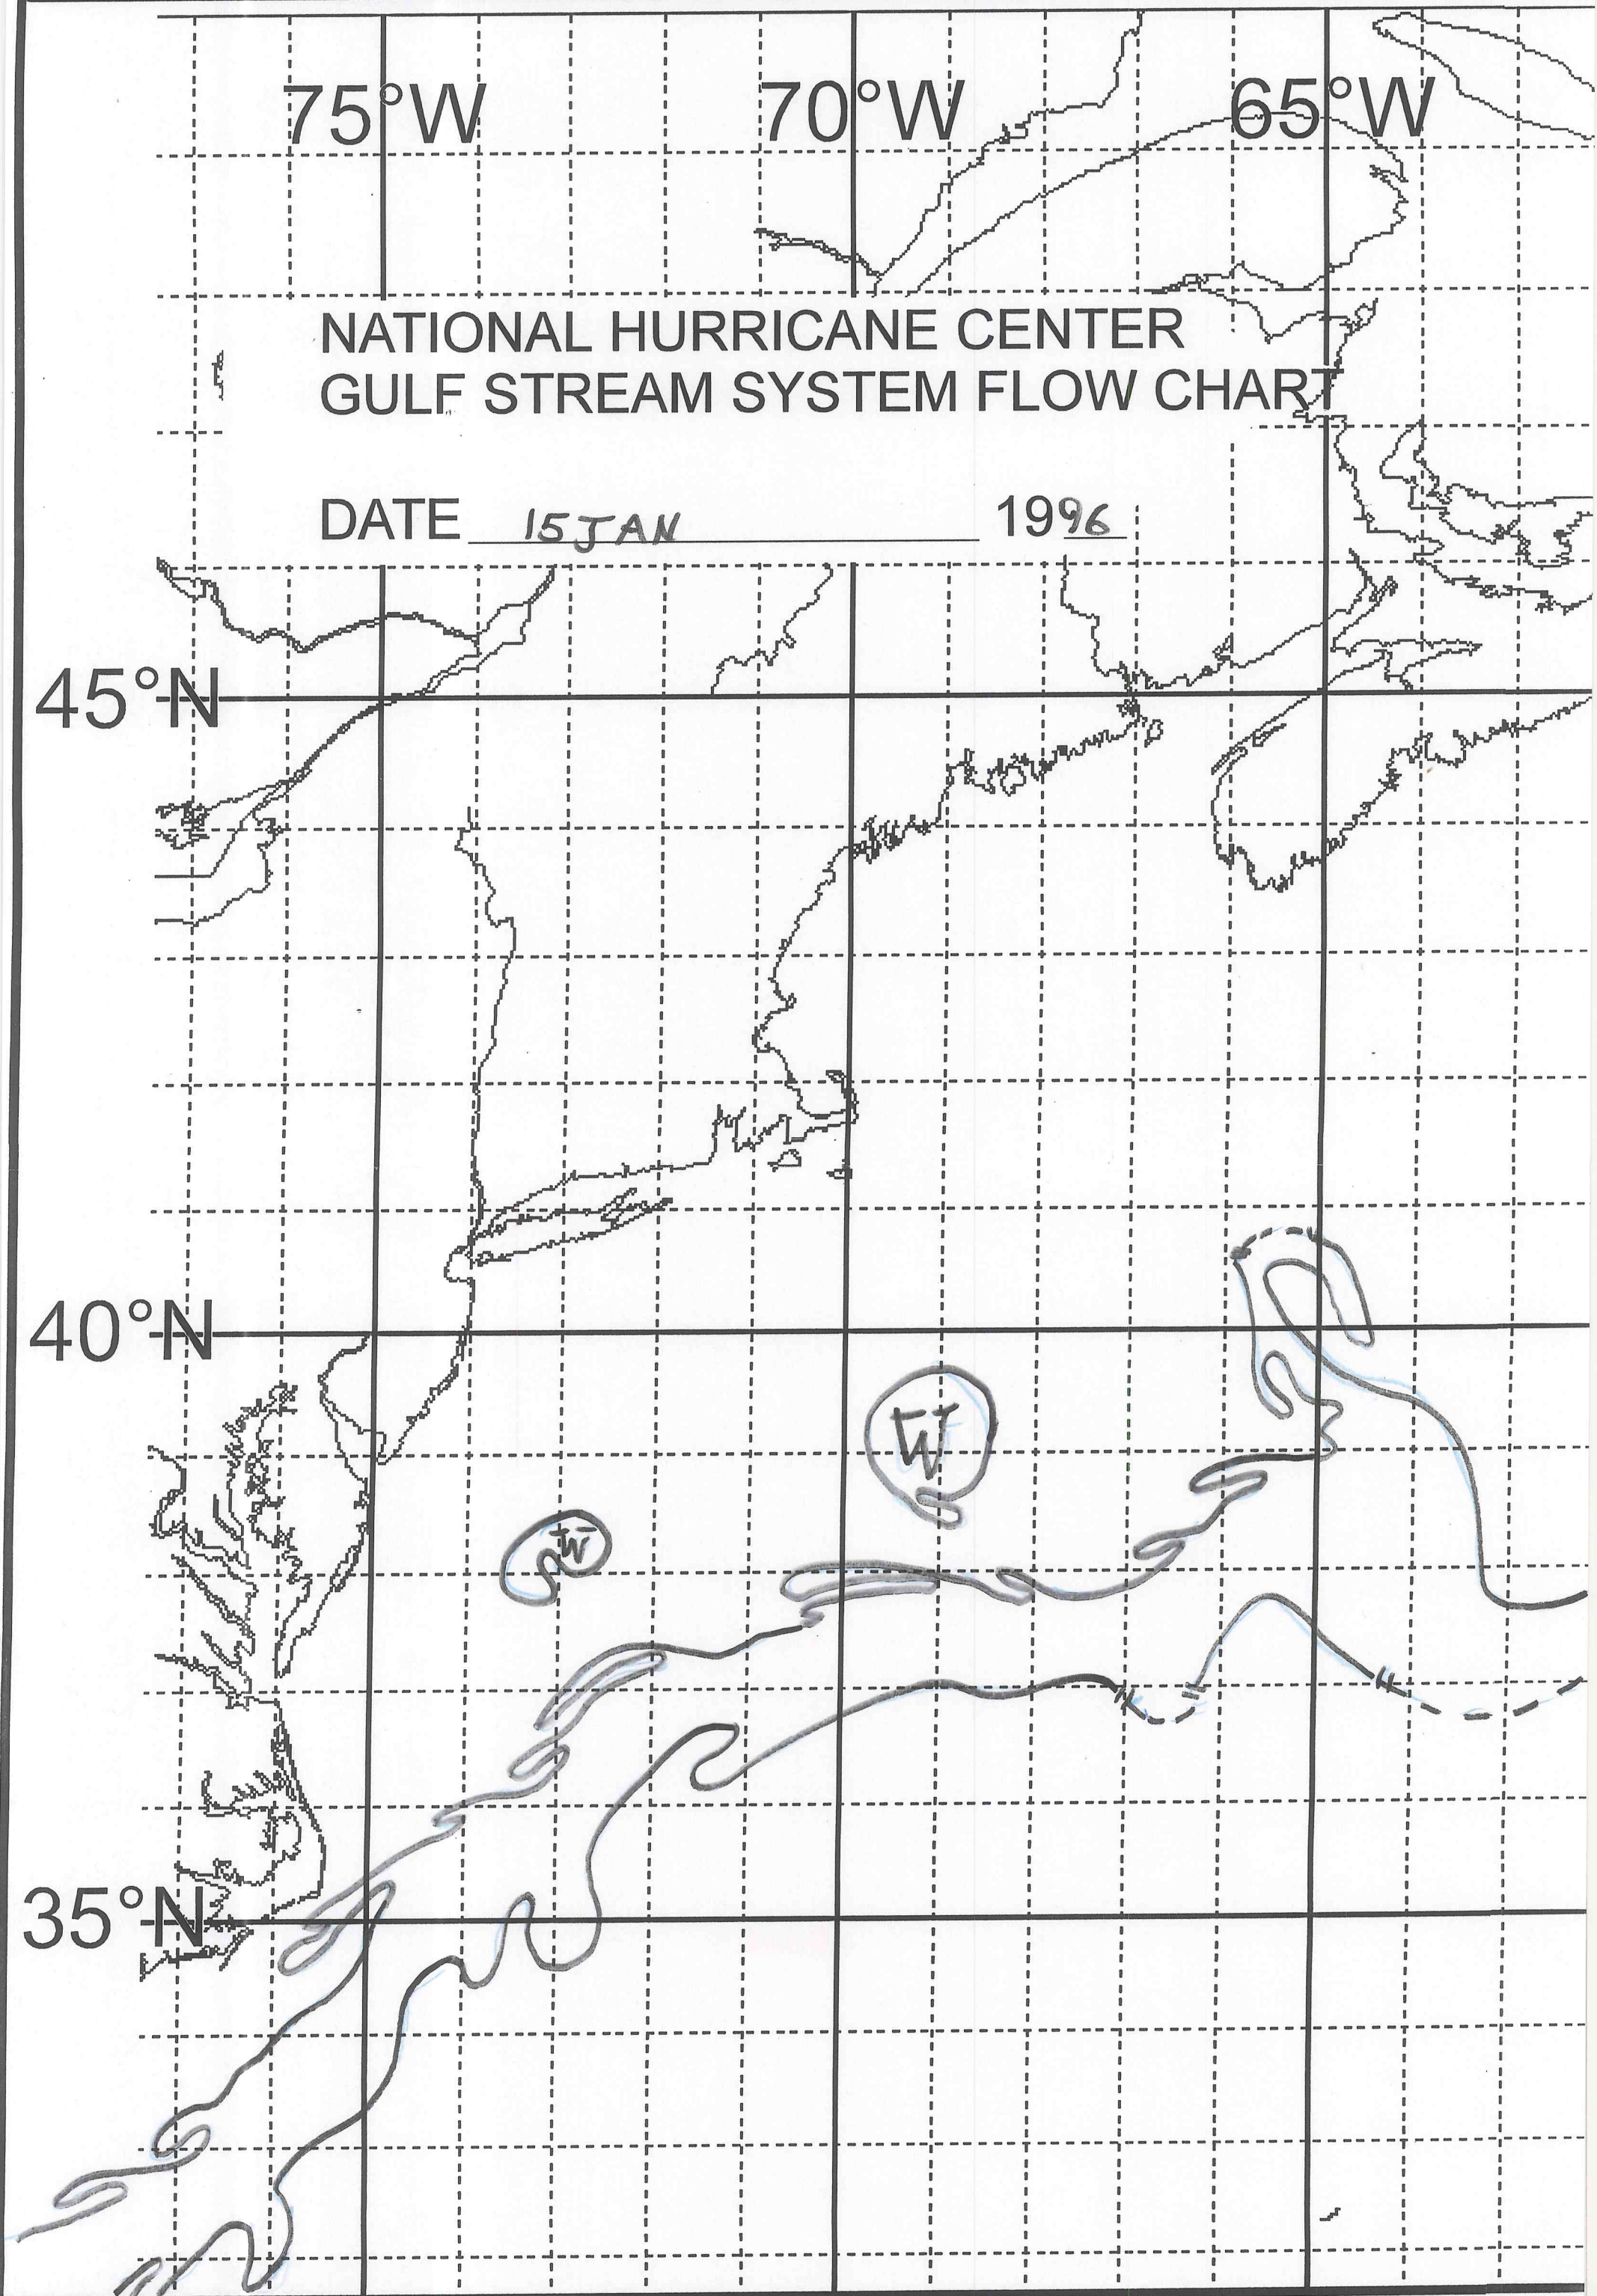 75°W 70°W 65°W
NATIONAL HURRICANE CENTER
GULF STREAM SYSTEM FLOW CHART
DATE 15 JAN 1996
45°N
40°N
W
W
35°N